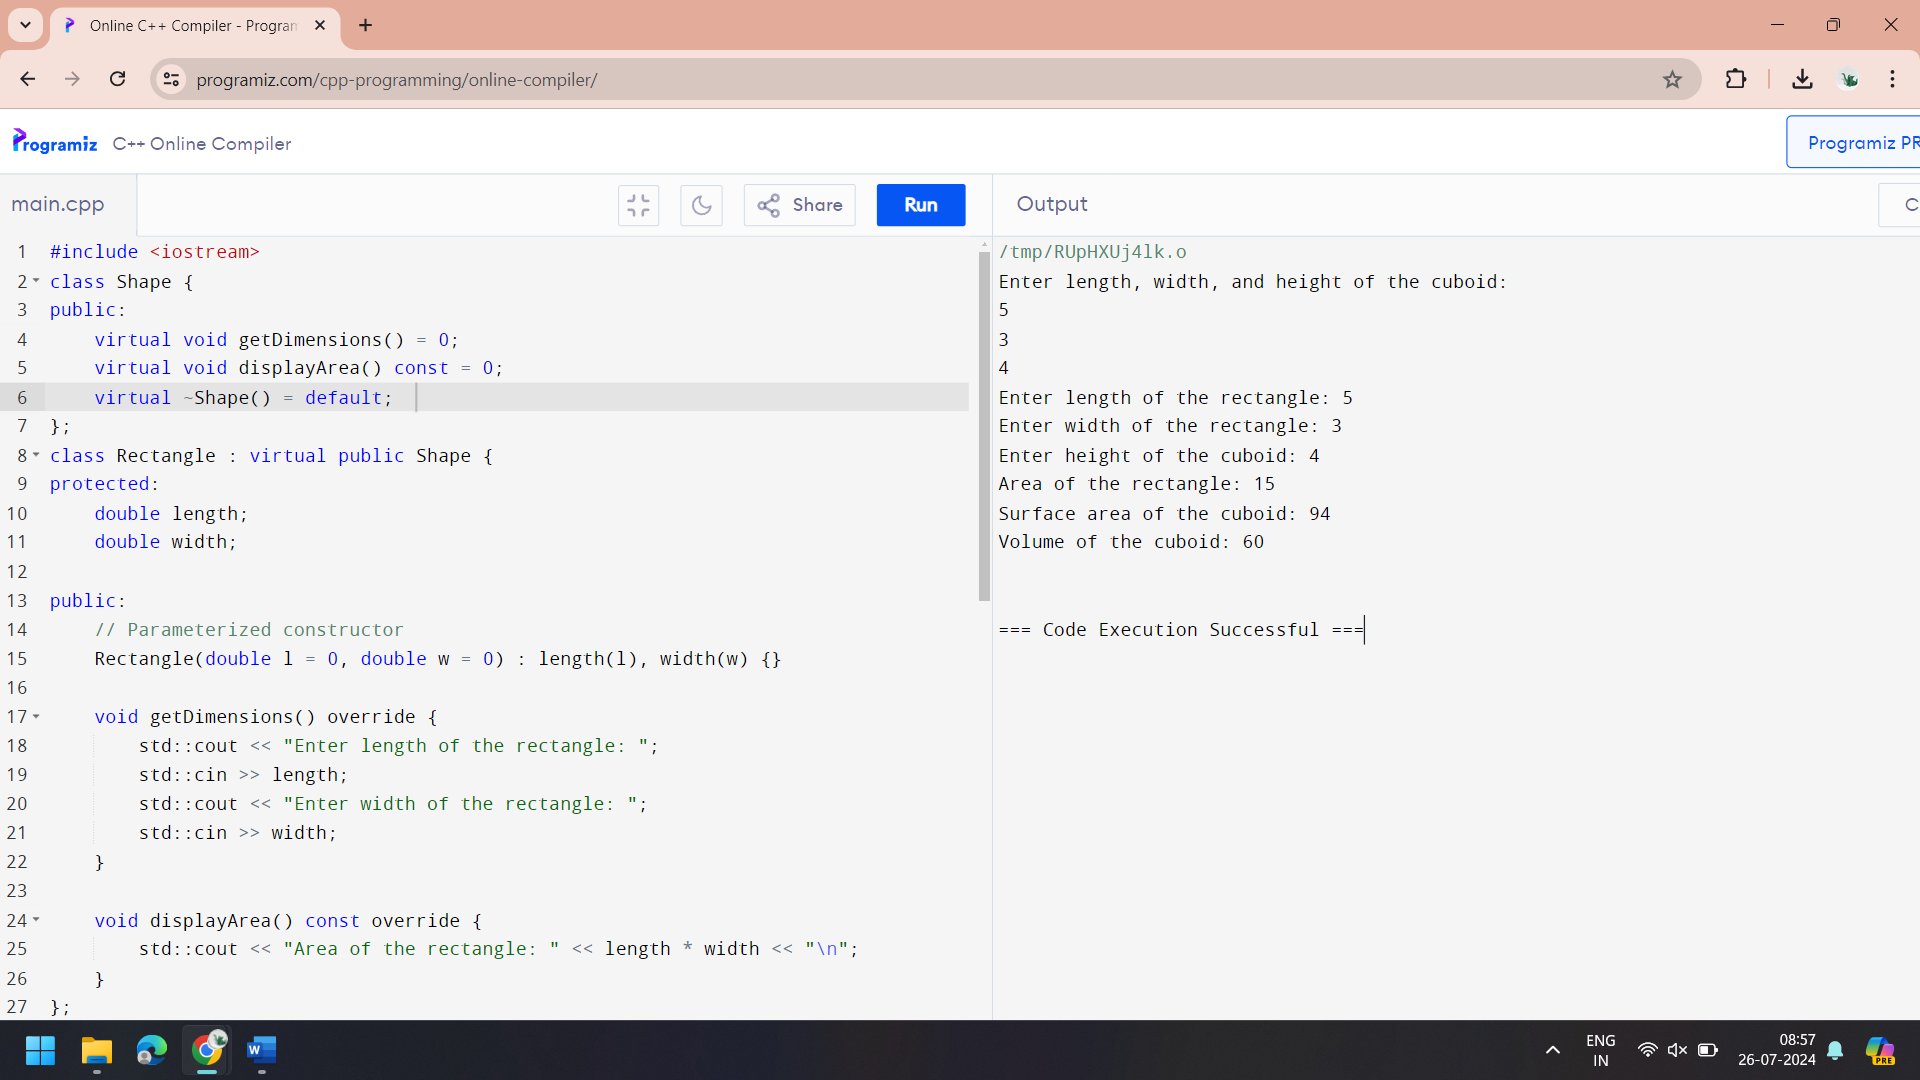 Online C++ Compiler - Program
programiz.com/cpp-programming/online-compiler/
Programiz C++ Online Compiler
Programiz PR
main.cpp
Share
Run
Output
C
1 #include <iostream>
2 class Shape {
3 public:
4     virtual void getDimensions() = 0;
5     virtual void displayArea() const = 0;
6     virtual ~Shape() = default;
7 };
8 class Rectangle : virtual public Shape {
9 protected:
10     double length;
11     double width;
12
13 public:
14     // Parameterized constructor
15     Rectangle(double l = 0, double w = 0) : length(l), width(w) {}
16
17     void getDimensions() override {
18         std::cout << "Enter length of the rectangle: ";
19         std::cin >> length;
20         std::cout << "Enter width of the rectangle: ";
21         std::cin >> width;
22     }
23
24     void displayArea() const override {
25         std::cout << "Area of the rectangle: " << length * width << "\n";
26     }
27 };
/tmp/RUpHXUj4lk.o
Enter length, width, and height of the cuboid:
5
3
4
Enter length of the rectangle: 5
Enter width of the rectangle: 3
Enter height of the cuboid: 4
Area of the rectangle: 15
Surface area of the cuboid: 94
Volume of the cuboid: 60
=== Code Execution Successful ===
W
ENG
IN
08:57
26-07-2024
PRE